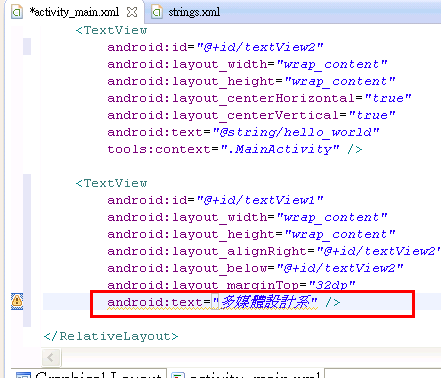 *activity_main.xml
strings.xml
<TextView
android:id="@+id/textView2"
android:layout_width="wrap_content"
android:layout_height="wrap_content"
android:layout_centerHorizontal="true"
android:layout_centerVertical="true"
android:text="@string/hello_world"
tools:context=".MainActivity" />
<TextView
android:id="@+id/textView1"
android:layout_width="wrap_content"
android:layout_height="wrap_content"
android:layout_alignRight="@+id/textView2"
android:layout_below="@+id/textView2"
android:layout_marginTop="32dp"
android:text="多媒體設計系" />
</RelativeLayout>
Graphical Layout
activity_main.xml